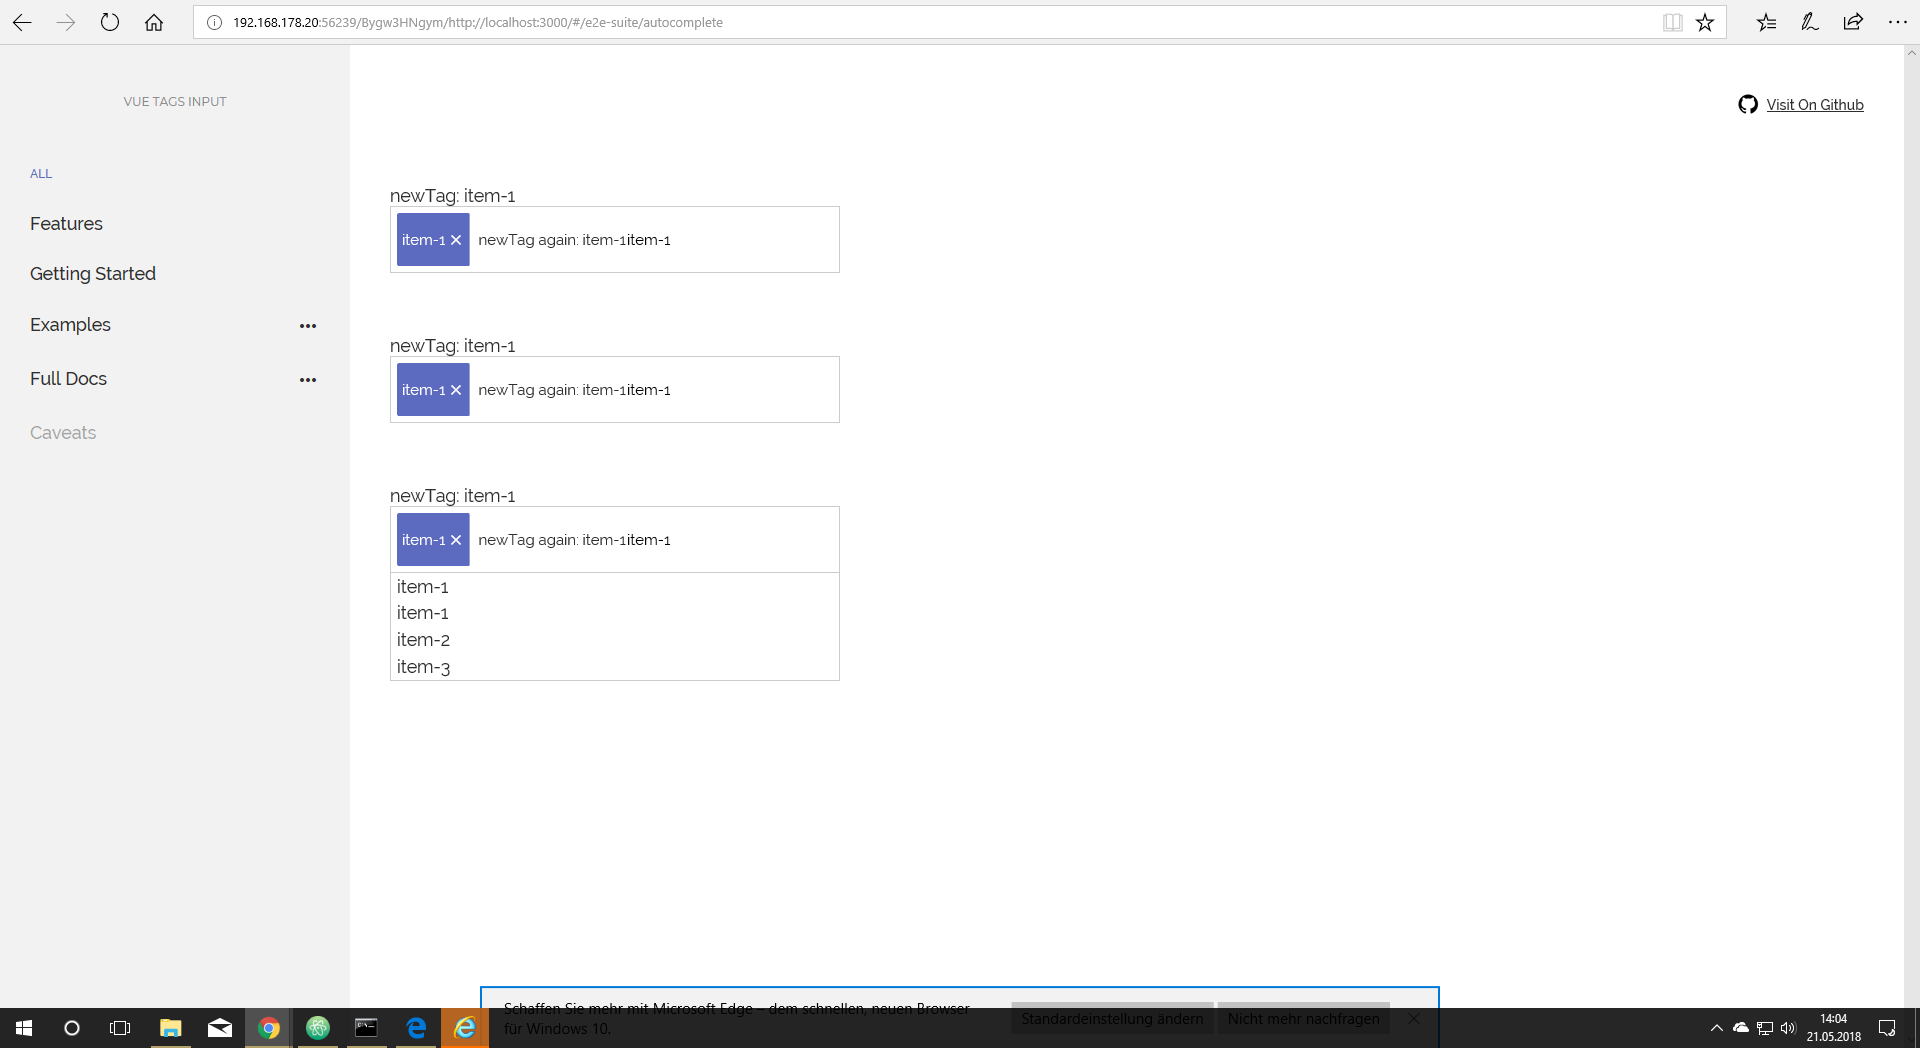 192.168.178.20:56239/Bygw3HNgym/http://localhost:3000/#/e2e-suite/autocomplete
VUE TAGS INPUT
Visit On Github
ALL
Features
Getting Started
Examples
Full Docs
Caveats
newTag: item-1
item-1 ✕ newTag again: item-1item-1
newTag: item-1
item-1 ✕ newTag again: item-1item-1
newTag: item-1
item-1 ✕ newTag again: item-1item-1
item-1
item-1
item-2
item-3
Schaffen Sie mehr mit Microsoft Edge – dem schnellen, neuen Browser
für Windows 10.
Standardeinstellung ändern
Nicht mehr nachfragen
14:04
21.05.2018